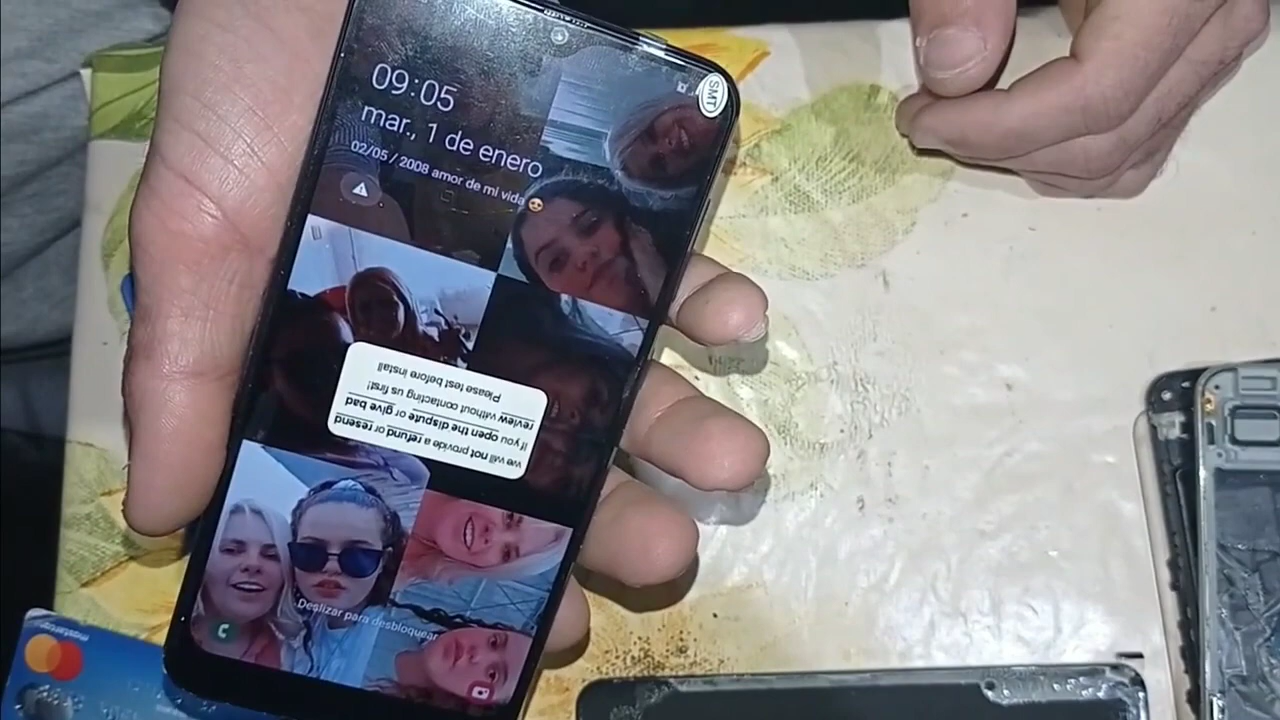 09:05
mar., 1 de enero
02/05 / 2008 amor de mi vida😍
SMT
we will not provide a refund or resend
If you open the dispute or give bad
review without contacting us first!
Please test before install
Deslizar para desbloquear
mastercard